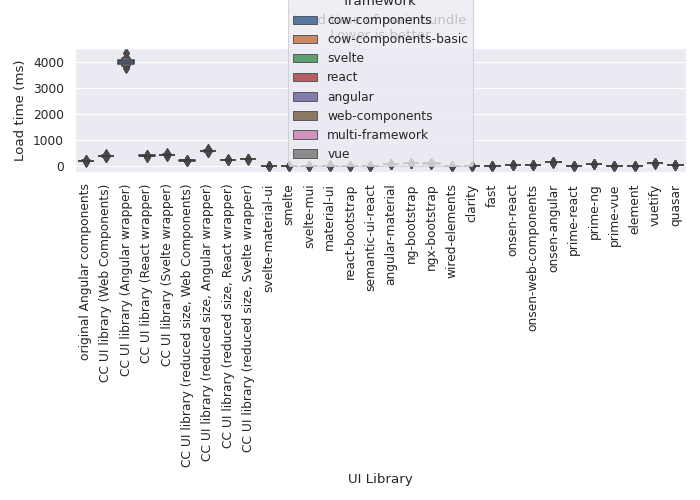 framework
bundle
Lower is better
cow-components
cow-components-basic
svelte
react
angular
web-components
multi-framework
vue
Load time (ms)
4000
3000
2000
1000
0
original Angular components
CC UI library (Web Components)
CC UI library (Angular wrapper)
CC UI library (React wrapper)
CC UI library (Svelte wrapper)
CC UI library (reduced size, Web Components)
CC UI library (reduced size, Angular wrapper)
CC UI library (reduced size, React wrapper)
CC UI library (reduced size, Svelte wrapper)
svelte-material-ui
smelte
svelte-mui
material-ui
react-bootstrap
semantic-ui-react
angular-material
ng-bootstrap
ngx-bootstrap
wired-elements
clarity
fast
onsen-react
onsen-web-components
onsen-angular
prime-react
prime-ng
prime-vue
element
vuetify
quasar
UI Library